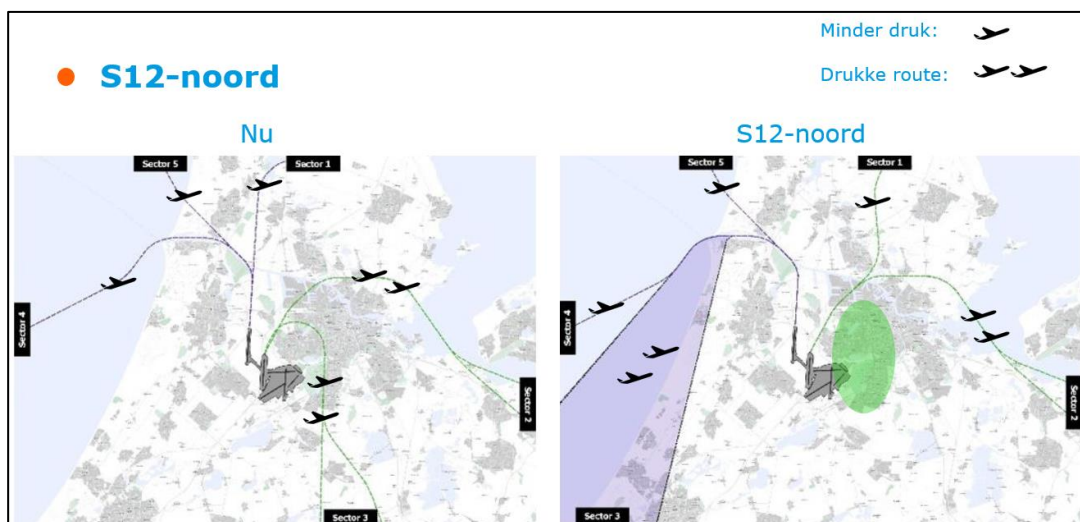 Minder druk:
Drukke route:
S12-noord
Nu
S12-noord
Sector 5
Sector 1
Sector 4
Sector 2
Sector 3
Sector 5
Sector 1
Sector 4
Sector 2
Sector 3